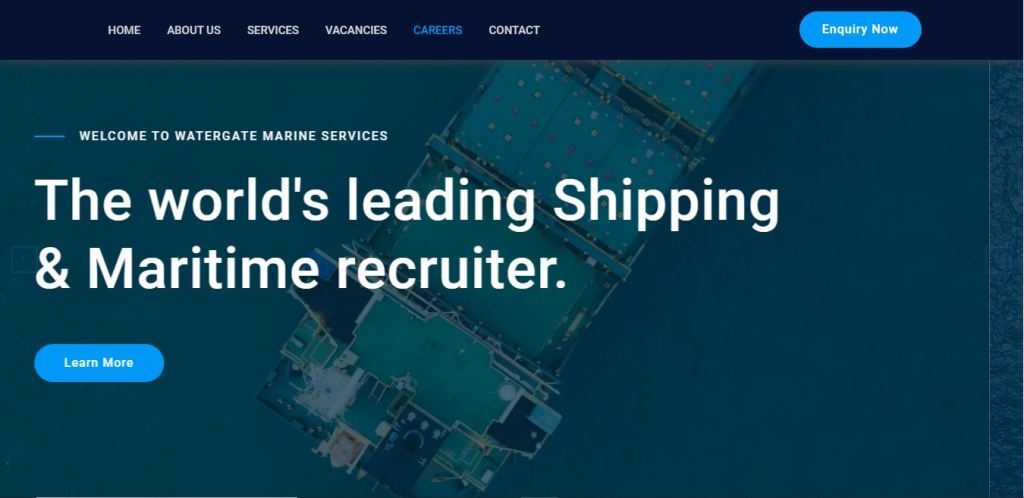 HOME ABOUT US SERVICES VACANCIES CAREERS CONTACT Enquiry Now
WELCOME TO WATERGATE MARINE SERVICES
The world's leading Shipping
& Maritime recruiter.
Learn More